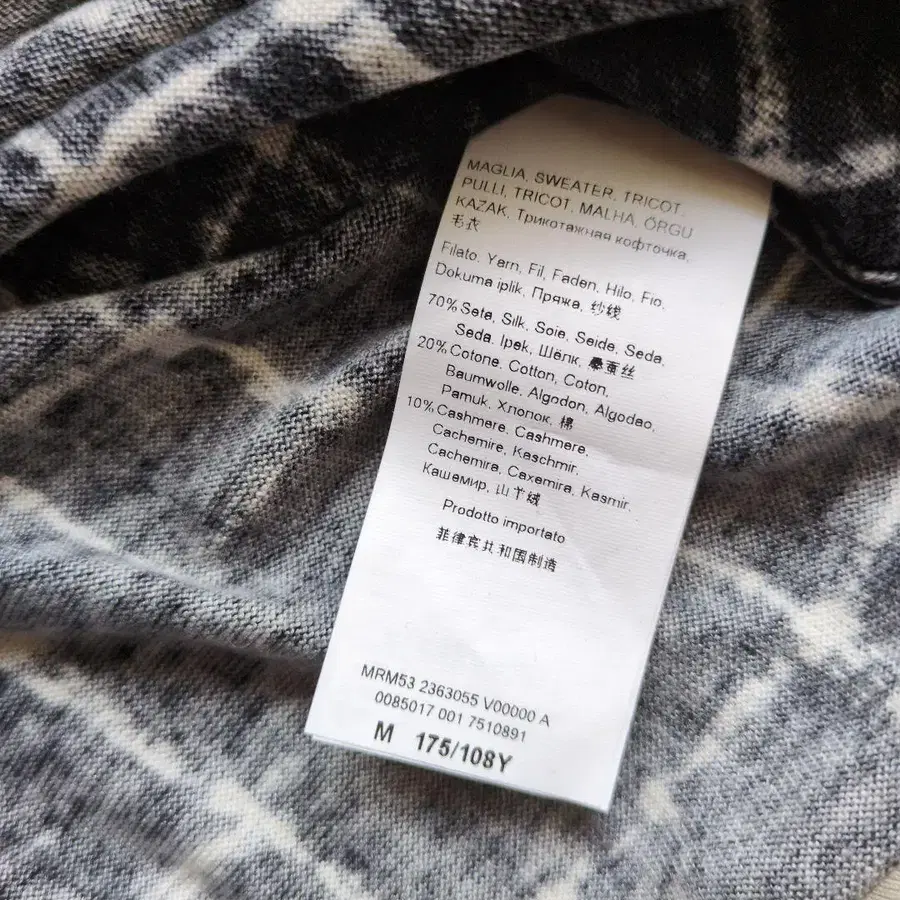 MAGLIA, SWEATER, TRICOT,
PULLI, TRICOT, MALHA, ÖRGU
KAZAK, Трикотажная кофточка,
毛衣
Filato, Yarn, Fil, Faden, Hilo, Fio,
Dokuma iplik, Пряжа, 纱线
70% Seta, Silk, Soie, Seide, Seda,
Seda, Ipek, Шёлк, 桑蚕丝
20% Cotone, Cotton, Coton,
Baumwolle, Algodon, Algodao,
Pamuk, Хлопок, 棉
10% Cashmere, Cashmere,
Cachemire, Kaschmir,
Cachemira, Caxemira, Kasmir,
Кашемир, 山羊绒
Prodotto importato
菲律宾共和国制造
MRM53 2363055 V00000 A
0085017 001 7510891
M 175/108Y